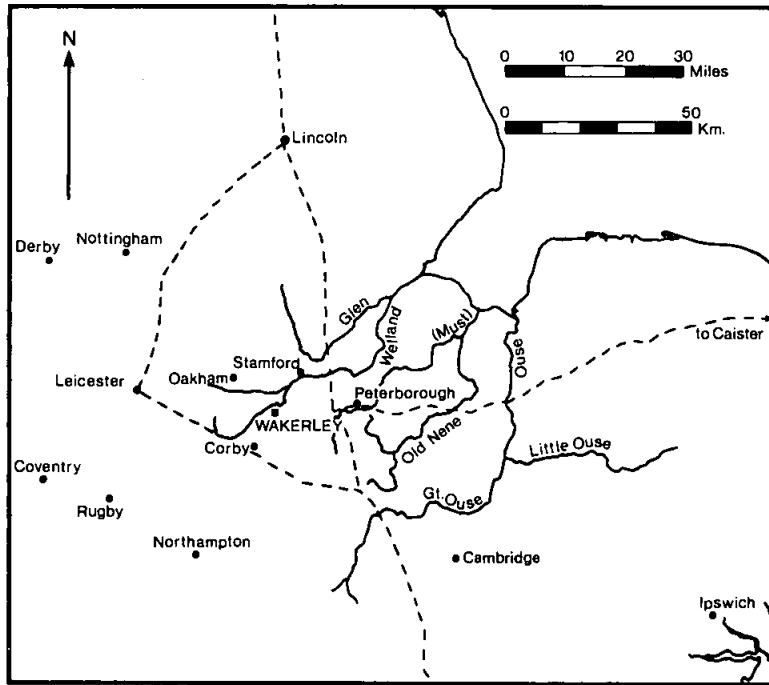 N
0 10 20 30
Miles
0 50
Km.
Lincoln
Nottingham
Derby
Glen
Welland
(Must)
to Caister
Stamford
Ouse
Leicester
Oakham
Peterborough
WAKERLEY
Old Nene
Corby
Little Ouse
Coventry
Gt. Ouse
Rugby
Northampton
Cambridge
Ipswich